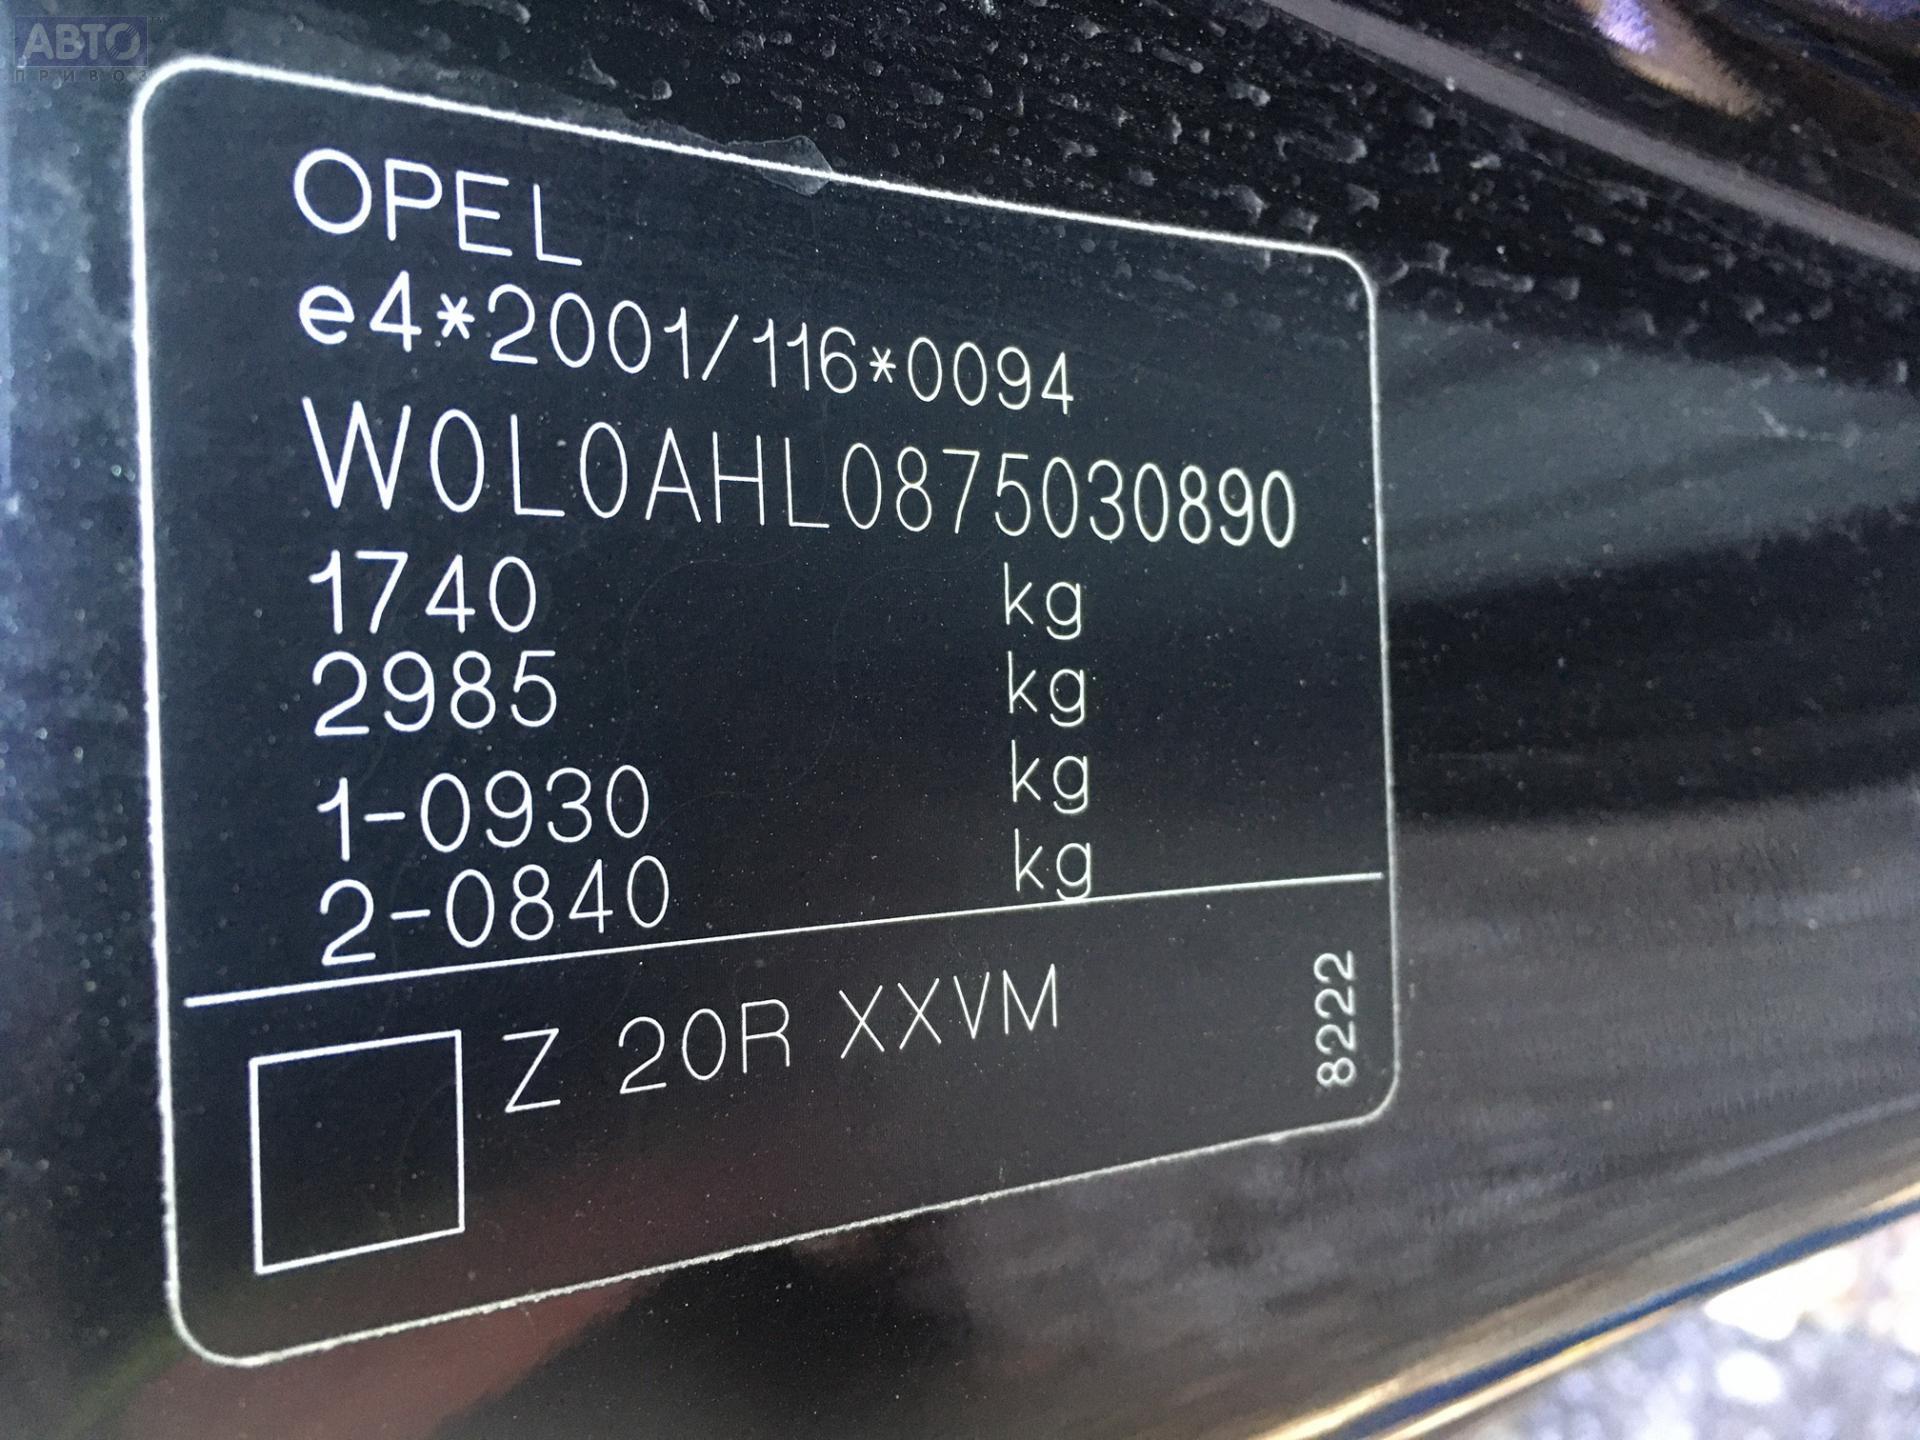 АВТО
ПРИВОЗ
OPEL
e4*2001/116*0094
W0L0AHL0875030890
1740 kg
2985 kg
1-0930 kg
2-0840 kg
Z 20R XXVM
8222